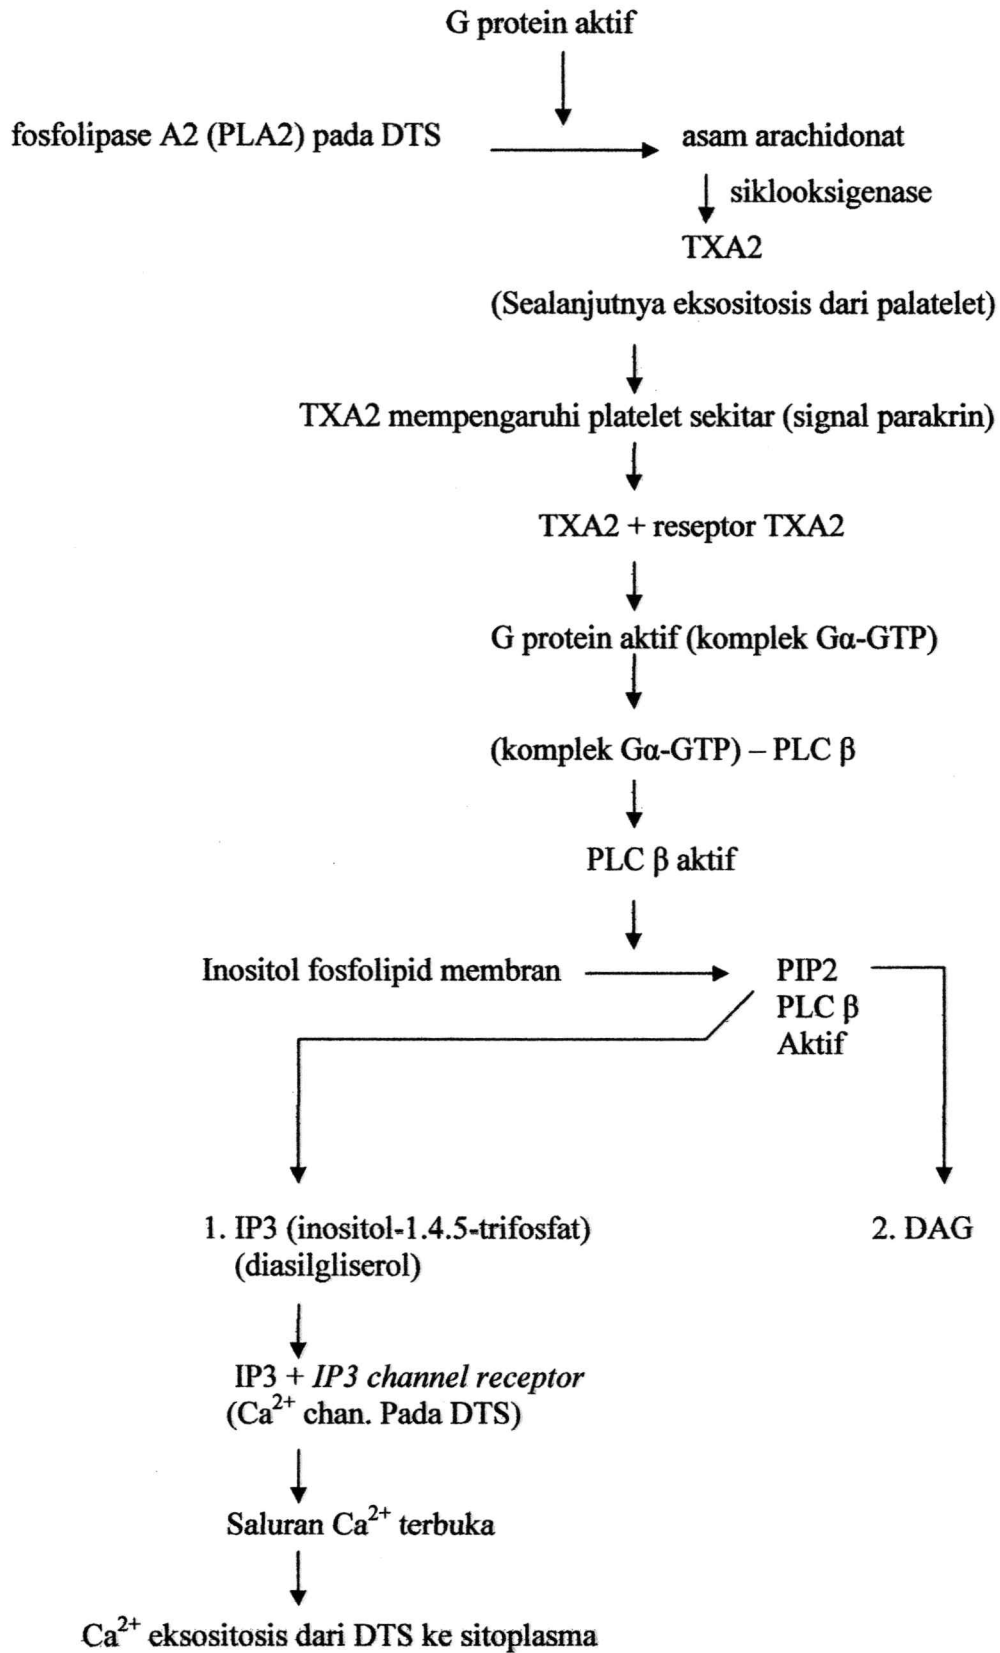 G protein aktif
fosfolipase A2 (PLA2) pada DTS
asam arachidonat
siklooksigenase
TXA2
(Sealanjutnya eksositosis dari palatelet)
TXA2 mempengaruhi platelet sekitar (signal parakrin)
TXA2 + reseptor TXA2
G protein aktif (komplek Gα-GTP)
(komplek Gα-GTP) – PLC β
PLC β aktif
Inositol fosfolipid membran
PIP2
PLC β
Aktif
1. IP3 (inositol-1.4.5-trifosfat)
(diasilgliserol)
2. DAG
IP3 + IP3 channel receptor
(Ca²⁺ chan. Pada DTS)
Saluran Ca²⁺ terbuka
Ca²⁺ eksositosis dari DTS ke sitoplasma